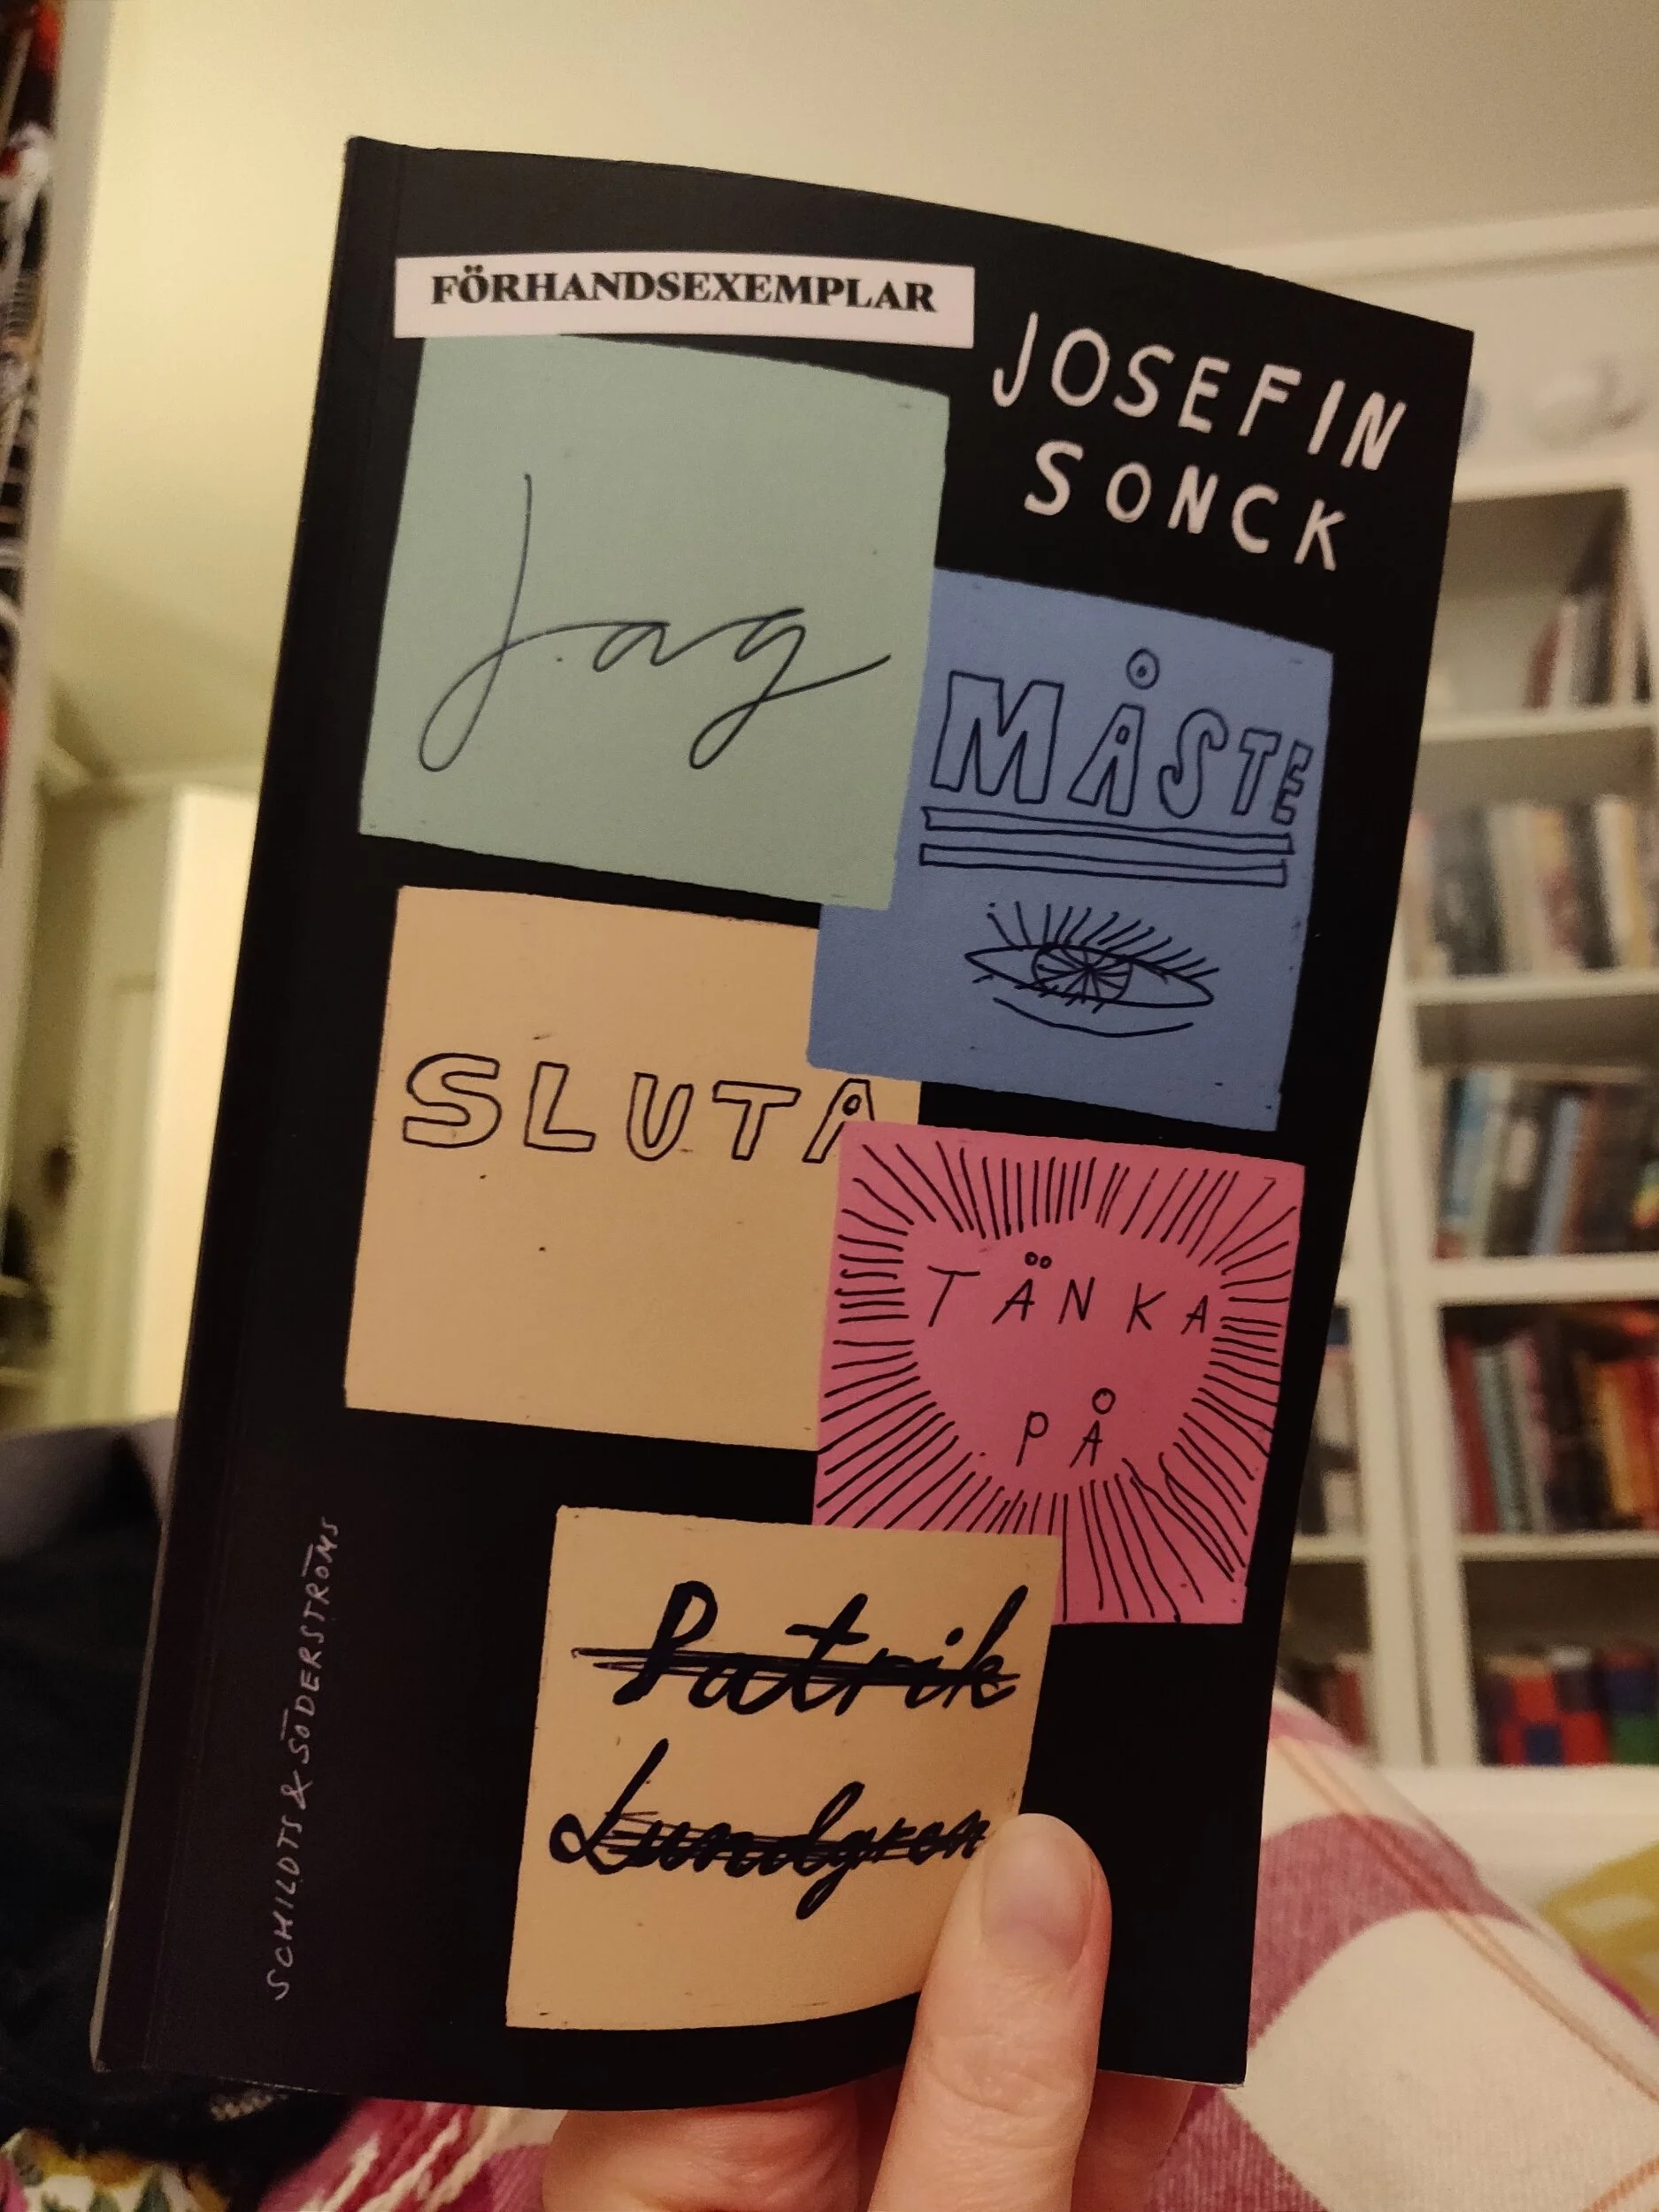 FÖRHANDSEXEMPLAR
JOSEFIN
SONCK
Jag
MÅSTE
SLUTA
TÄNKA
PÅ
Patrik
Lundgren
SCHILDTS & SÖDERSTRÖMS